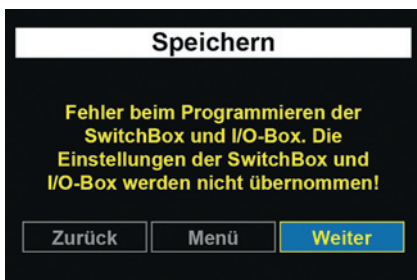 Speichern
Fehler beim Programmieren der
SwitchBox und I/O-Box. Die
Einstellungen der SwitchBox und
I/O-Box werden nicht übernommen!
Zurück Menü Weiter